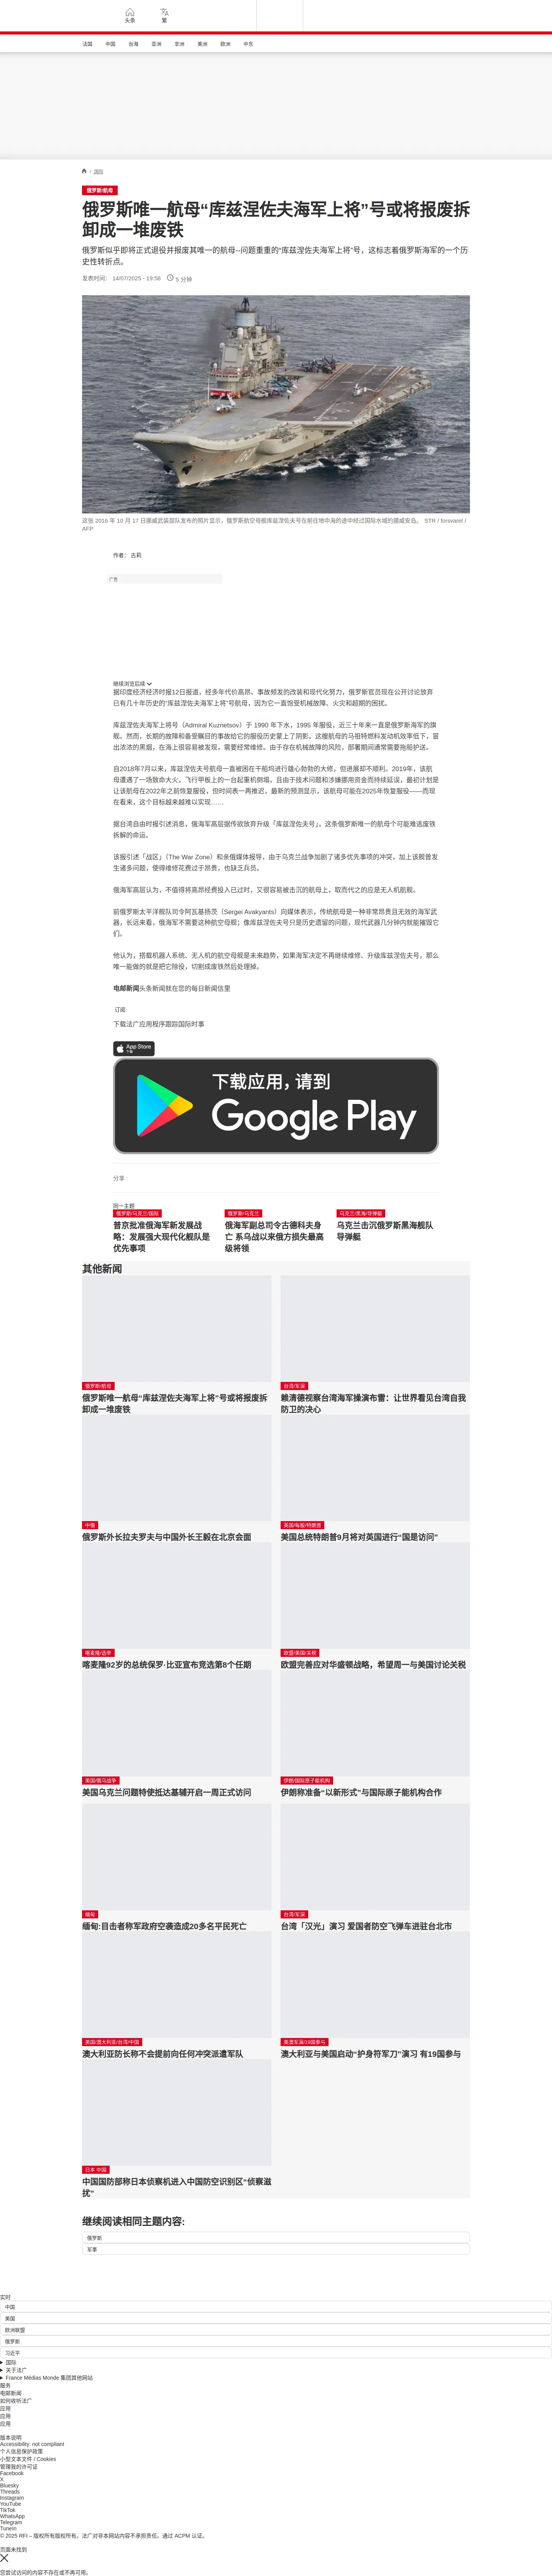 头条
繁
法国
中国
台海
亚洲
非洲
美洲
欧洲
中东
/ 国际
俄罗斯/航母
俄罗斯唯一航母“库兹涅佐夫海军上将”号或将报废拆
卸成一堆废铁
俄罗斯似乎即将正式退役并报废其唯一的航母--问题重重的“库兹涅佐夫海军上将”号，这标志着俄罗斯海军的一个历
史性转折点。
发表时间： 14/07/2025 - 19:58 5 分钟
这张 2016 年 10 月 17 日挪威武装部队发布的照片显示，俄罗斯航空母舰库兹涅佐夫号在前往地中海的途中经过国际水域的挪威安岛。 STR / forsvaret /
AFP
作者： 古莉
广告
继续浏览后续
据印度经济经济时报12日报道，经多年代价高昂、事故频发的改装和现代化努力，俄罗斯官员现在公开讨论放弃
已有几十年历史的“库兹涅佐夫海军上将”号航母，因为它一直饱受机械故障、火灾和超期的困扰。
库兹涅佐夫海军上将号（Admiral Kuznetsov）于 1990 年下水，1995 年服役，近三十年来一直是俄罗斯海军的旗
舰。然而，长期的故障和备受瞩目的事故给它的服役历史蒙上了阴影。这艘航母的马祖特燃料发动机效率低下，冒
出浓浓的黑烟，在海上很容易被发现，需要经常维修。由于存在机械故障的风险，部署期间通常需要拖船护送。
自2018年7月以来，库兹涅佐夫号航母一直被困在干船坞进行雄心勃勃的大修，但进展却不顺利。2019年，该航
母遭遇了一场致命大火，飞行甲板上的一台起重机倒塌，且由于技术问题和涉嫌挪用资金而持续延误，最初计划是
让该航母在2022年之前恢复服役，但时间表一再推迟，最新的预测显示，该航母可能在2025年恢复服役——而现
在看来，这个目标越来越难以实现……
据台湾自由时报引述消息，俄海军高层据传欲放弃升级「库兹涅佐夫号」，这条俄罗斯唯一的航母个可能难逃废铁
拆解的命运。
该报引述「战区」（The War Zone）和亲俄媒体报导，由于乌克兰战争加剧了诸多优先事项的冲突，加上该舰曾发
生诸多问题，使得维修花费过于昂贵，也缺乏兵员。
俄海军高层认为，不值得将高昂经费投入已过时，又很容易被击沉的航母上，取而代之的应是无人机航舰。
前俄罗斯太平洋舰队司令阿瓦基扬茨（Sergei Avakyants）向媒体表示，传统航母是一种非常昂贵且无效的海军武
器，长远来看，俄海军不需要这种航空母舰；像库兹涅佐夫号只是历史遗留的问题，现代武器几分钟内就能摧毁它
们。
他认为，搭载机器人系统、无人机的航空母舰是未来趋势，如果海军决定不再继续维修、升级库兹涅佐夫号，那么
唯一能做的就是把它除役，切割成废铁然后处理掉。
电邮新闻头条新闻就在您的每日新闻信里
订阅
下载法广应用程序跟踪国际时事
App Store
下载
下载应用，请到
Google Play
分享 :
同一主题
俄罗斯/乌克兰/国际
普京批准俄海军新发展战
略：发展强大现代化舰队是
优先事项
俄罗斯/乌克兰
俄海军副总司令古德科夫身
亡 系乌战以来俄方损失最高
级将领
乌克兰/黑海/导弹艇
乌克兰击沉俄罗斯黑海舰队
导弹艇
其他新闻
俄罗斯/航母
俄罗斯唯一航母“库兹涅佐夫海军上将”号或将报废拆
卸成一堆废铁
台湾/军演
赖清德视察台湾海军操演布雷：让世界看见台湾自我
防卫的决心
中俄
俄罗斯外长拉夫罗夫与中国外长王毅在北京会面
英国/每股/特朗普
美国总统特朗普9月将对英国进行“国是访问”
喀麦隆/选举
喀麦隆92岁的总统保罗·比亚宣布竞选第8个任期
欧盟/美国/关税
欧盟完善应对华盛顿战略，希望周一与美国讨论关税
美国/俄乌战争
美国乌克兰问题特使抵达基辅开启一周正式访问
伊朗/国际原子能机构
伊朗称准备“以新形式”与国际原子能机构合作
缅甸
缅甸:目击者称军政府空袭造成20多名平民死亡
台湾/军演
台湾「汉光」演习 爱国者防空飞弹车进驻台北市
美国/澳大利亚/台湾/中国
澳大利亚防长称不会提前向任何冲突派遣军队
美澳军演/19国参与
澳大利亚与美国启动“护身符军刀”演习 有19国参与
日本 中国
中国国防部称日本侦察机进入中国防空识别区“侦察滋
扰”
继续阅读相同主题内容:
俄罗斯
军事
实时
中国
美国
欧洲联盟
俄罗斯
习近平
国际
关于法广
France Médias Monde 集团其他网站
服务
电邮新闻
如何收听法广
应用
应用
应用
版本说明
Accessibility: not compliant
个人信息保护政策
小型文本文件 / Cookies
管理我的许可证
Facebook
X
Bluesky
Threads
Instagram
YouTube
TikTok
WhatsApp
Telegram
TuneIn
© 2025 RFI – 版权所有版权所有。法广对非本网站内容不承担责任。通过 ACPM 认证。
页面未找到
您尝试访问的内容不存在或不再可用。